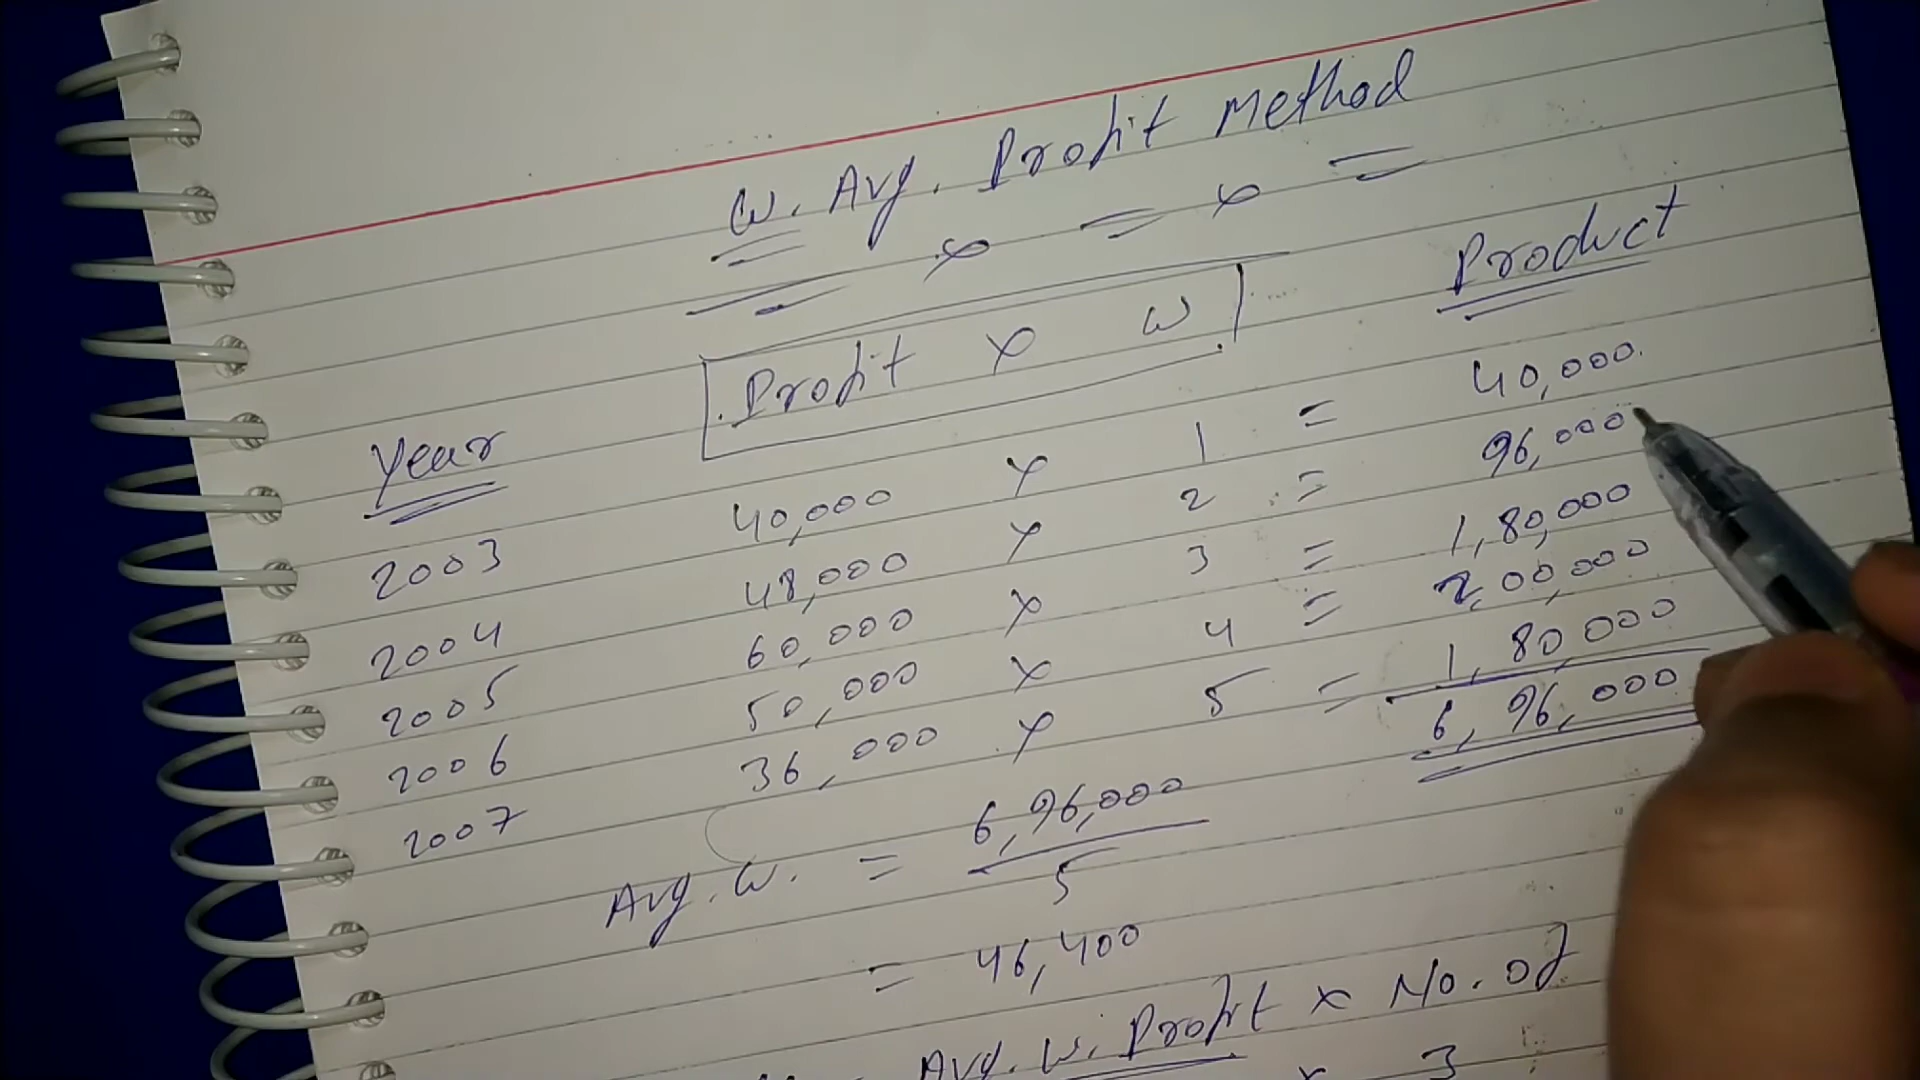 W. Avg. Profit Method
= x = x =
Year Profit x W Product
2003 40,000 x 1 = 40,000
2004 48,000 x 2 = 96,000
2005 60,000 x 3 = 1,80,000
2006 50,000 x 4 = 2,00,000
2007 36,000 x 5 = 1,80,000
6,96,000
Avg. W. = 6,96,000
5
= 46,400
Avg. W. Profit x No. of
x 3